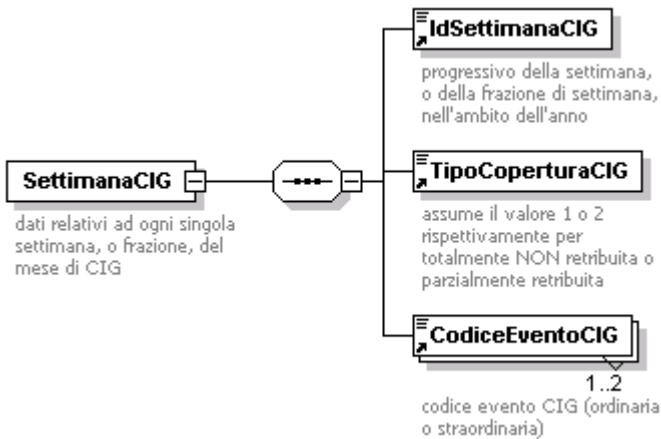 IdSettimanaCIG
progressivo della settimana,
o della frazione di settimana,
nell'ambito dell'anno
SettimanaCIG
dati relativi ad ogni singola
settimana, o frazione, del
mese di CIG
TipoCoperturaCIG
assume il valore 1 o 2
rispettivamente per
totalmente NON retribuita o
parzialmente retribuita
CodiceEventoCIG
1..2
codice evento CIG (ordinaria
o straordinaria)